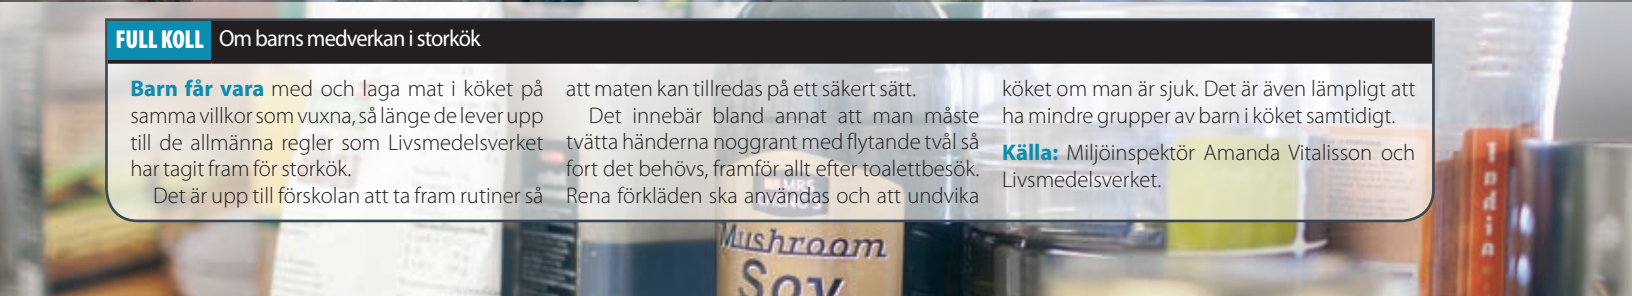 FULL KOLL Om barns medverkan i storkök
Barn får vara med och laga mat i köket på
samma villkor som vuxna, så länge de lever upp
till de allmänna regler som Livsmedelsverket
har tagit fram för storkök.
Det är upp till förskolan att ta fram rutiner så
att maten kan tillredas på ett säkert sätt.
Det innebär bland annat att man måste
tvätta händerna noggrant med flytande tvål så
fort det behövs, framför allt efter toalettbesök.
Rena förkläden ska användas och att undvika
köket om man är sjuk. Det är även lämpligt att
ha mindre grupper av barn i köket samtidigt.
Källa: Miljöinspektör Amanda Vitalisson och
Livsmedelsverket.
Mushroom
Soy